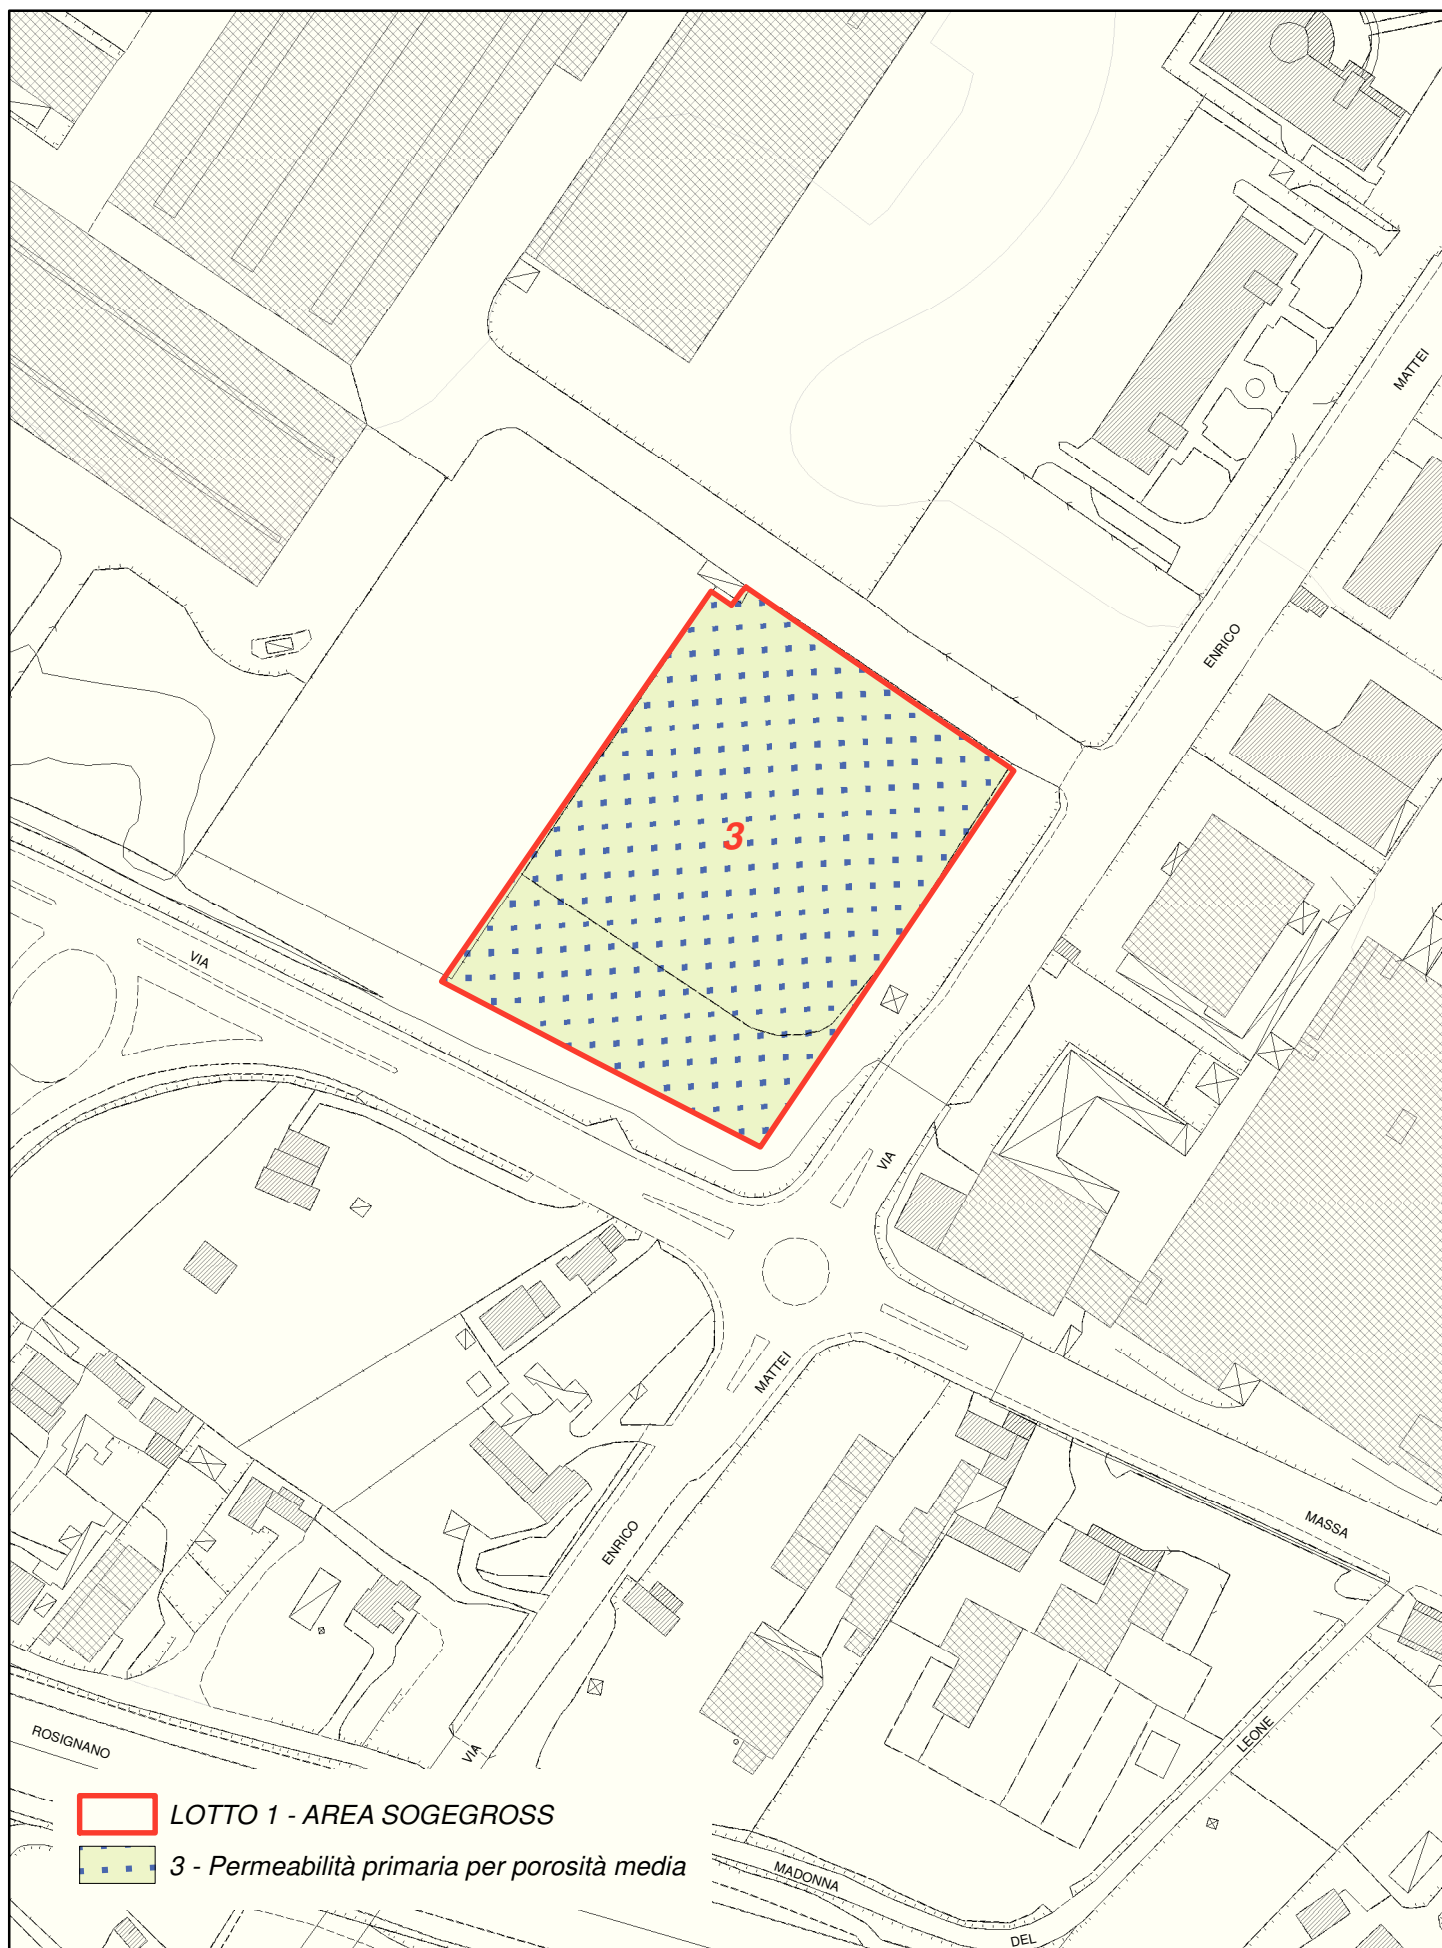 MATTEI
ENRICO
3
VIA
VIA
MATTEI
MASSA
ENRICO
LEONE
ROSIGNANO
VIA
LOTTO 1 - AREA SOGEGROSS
3 - Permeabilità primaria per porosità media
MADONNA
DEL